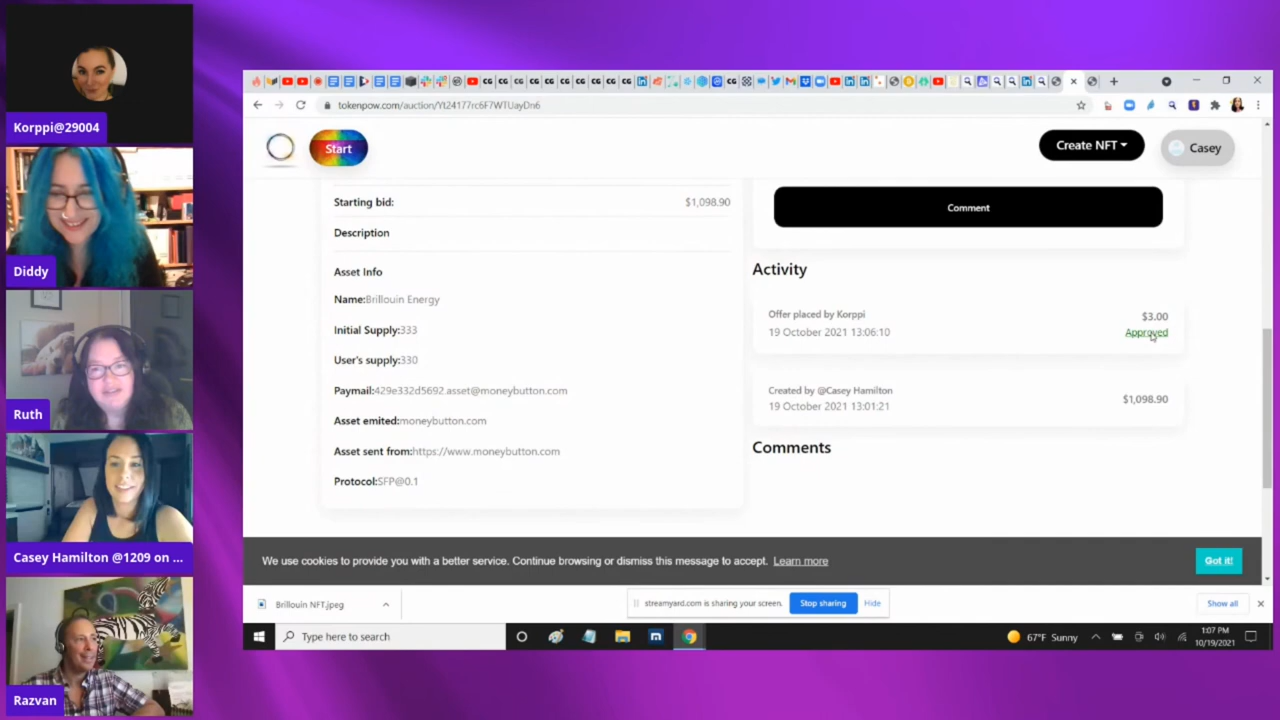 Korppi@29004
Diddy
Ruth
Casey Hamilton @1209 on ...
Razvan
tokenpow.com/auction/Yt24177rc6F7WTUayDn6
Start
Create NFT
Casey
Starting bid: $1,098.90
Description
Asset Info
Name:Brillouin Energy
Initial Supply:333
User's supply:330
Paymail:429e332d5692.asset@moneybutton.com
Asset emited:moneybutton.com
Asset sent from:https://www.moneybutton.com
Protocol:SFP@0.1
Comment
Activity
Offer placed by Korppi $3.00
19 October 2021 13:06:10 Approved
Created by @Casey Hamilton $1,098.90
19 October 2021 13:01:21
Comments
We use cookies to provide you with a better service. Continue browsing or dismiss this message to accept. Learn more Got it!
Brillouin NFT.jpeg
streamyard.com is sharing your screen. Stop sharing Hide
Show all
Type here to search
67°F Sunny
1:07 PM
10/19/2021